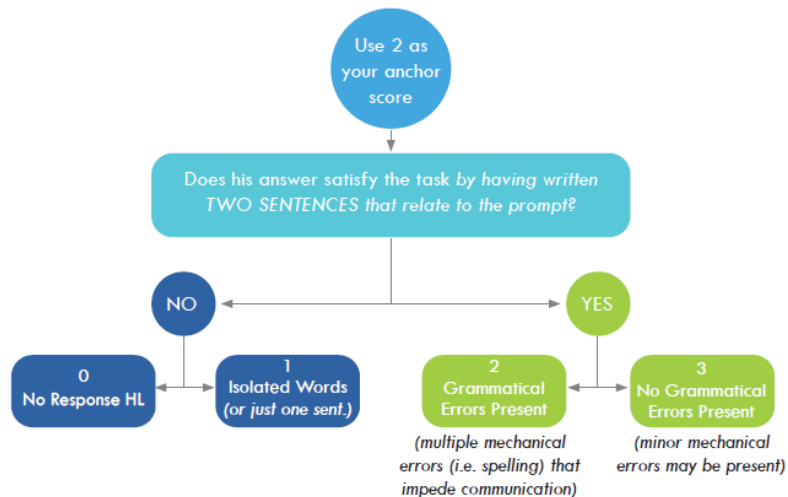 Use 2 as
your anchor
score
Does his answer satisfy the task by having written
TWO SENTENCES that relate to the prompt?
NO
YES
0
No Response HL
1
Isolated Words
(or just one sent.)
2
Grammatical
Errors Present
3
No Grammatical
Errors Present
(multiple mechanical
errors (i.e. spelling) that
impede communication)
(minor mechanical
errors may be present)